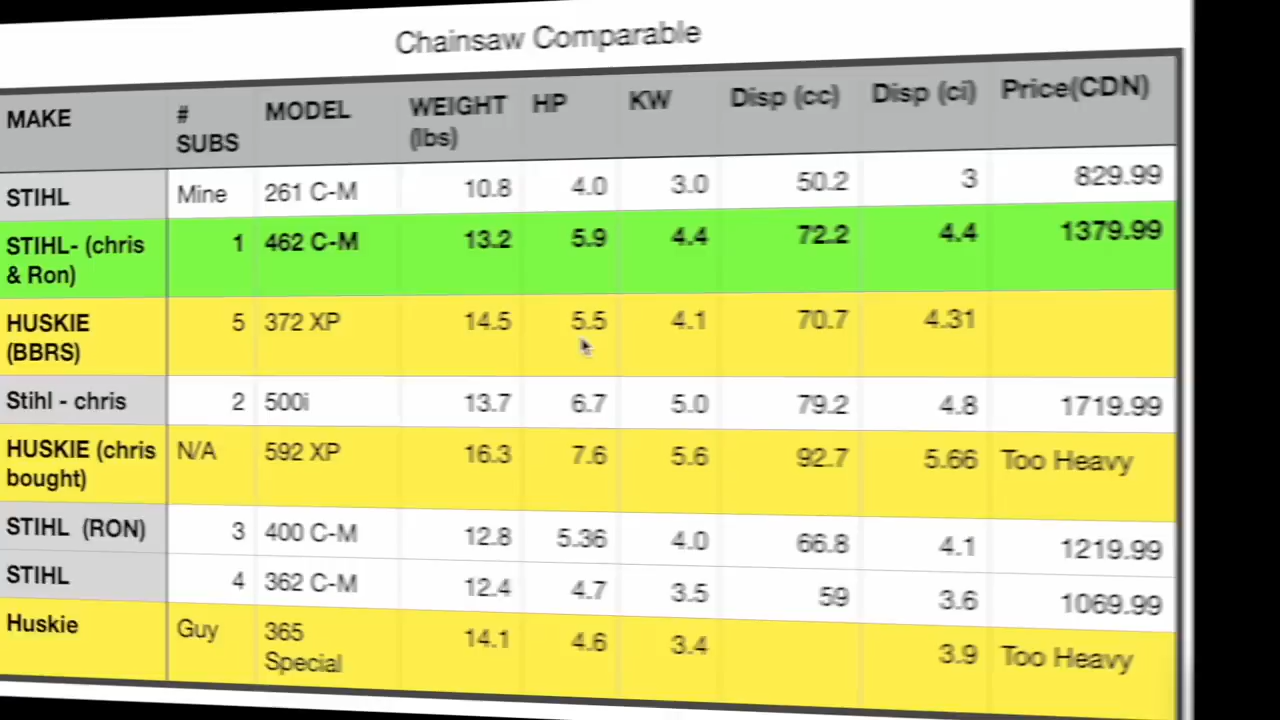 Chainsaw Comparable
MAKE # SUBS MODEL WEIGHT (lbs) HP KW Disp (cc) Disp (ci) Price(CDN)
STIHL Mine 261 C-M 10.8 4.0 3.0 50.2 3 829.99
STIHL- (chris & Ron) 1 462 C-M 13.2 5.9 4.4 72.2 4.4 1379.99
HUSKIE (BBRS) 5 372 XP 14.5 5.5 4.1 70.7 4.31
Stihl - chris 2 500i 13.7 6.7 5.0 79.2 4.8 1719.99
HUSKIE (chris bought) N/A 592 XP 16.3 7.6 5.6 92.7 5.66 Too Heavy
STIHL (RON) 3 400 C-M 12.8 5.36 4.0 66.8 4.1 1219.99
STIHL 4 362 C-M 12.4 4.7 3.5 59 3.6 1069.99
Huskie Guy 365 Special 14.1 4.6 3.4 3.9 Too Heavy